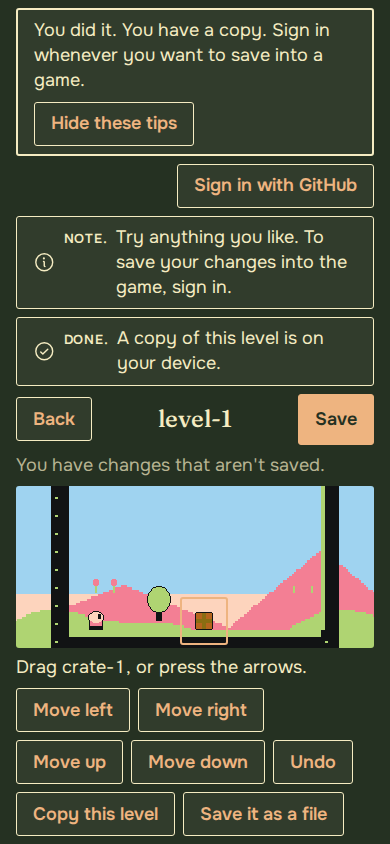 You did it. You have a copy. Sign in
whenever you want to save into a
game.
Hide these tips
Sign in with GitHub
NOTE. Try anything you like. To
save your changes into the
game, sign in.
DONE. A copy of this level is on
your device.
Back
level-1
Save
You have changes that aren't saved.
Drag crate-1, or press the arrows.
Move left
Move right
Move up
Move down
Undo
Copy this level
Save it as a file